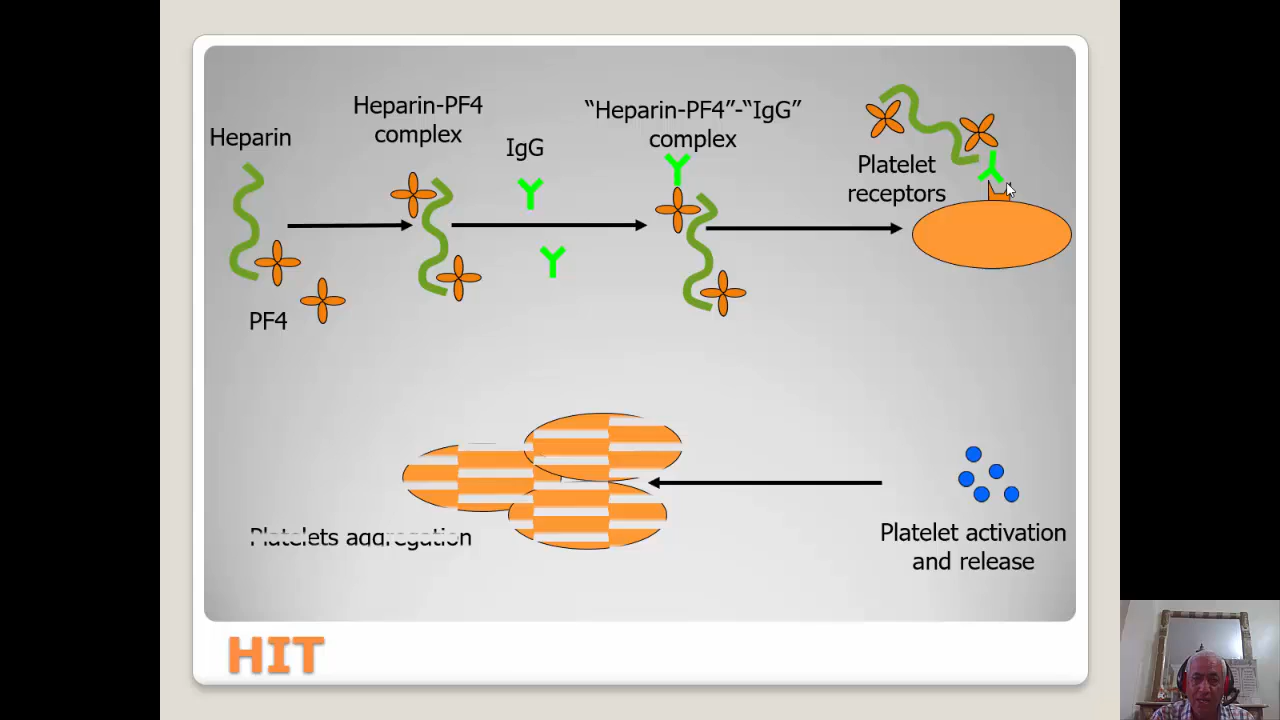 Heparin
Heparin-PF4
complex
IgG
“Heparin-PF4”-“IgG”
complex
Platelet
receptors
PF4
Platelets aggregation
Platelet activation
and release
HIT